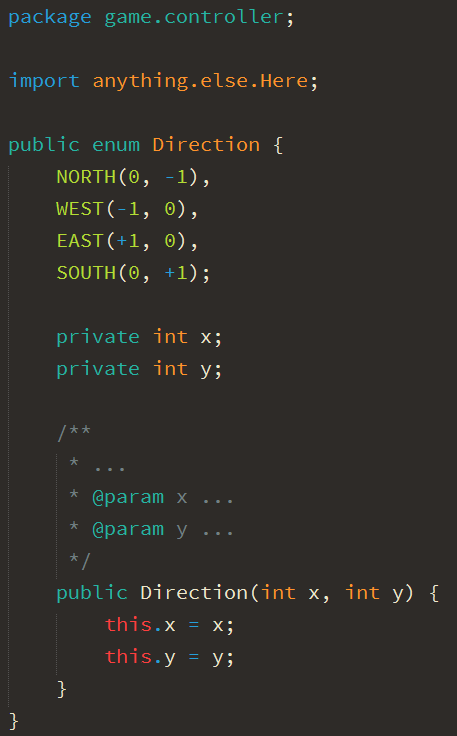 package game.controller;

import anything.else.Here;

public enum Direction {
    NORTH(0, -1),
    WEST(-1, 0),
    EAST(+1, 0),
    SOUTH(0, +1);

    private int x;
    private int y;

    /**
     * ...
     * @param x ...
     * @param y ...
     */
    public Direction(int x, int y) {
        this.x = x;
        this.y = y;
    }
}